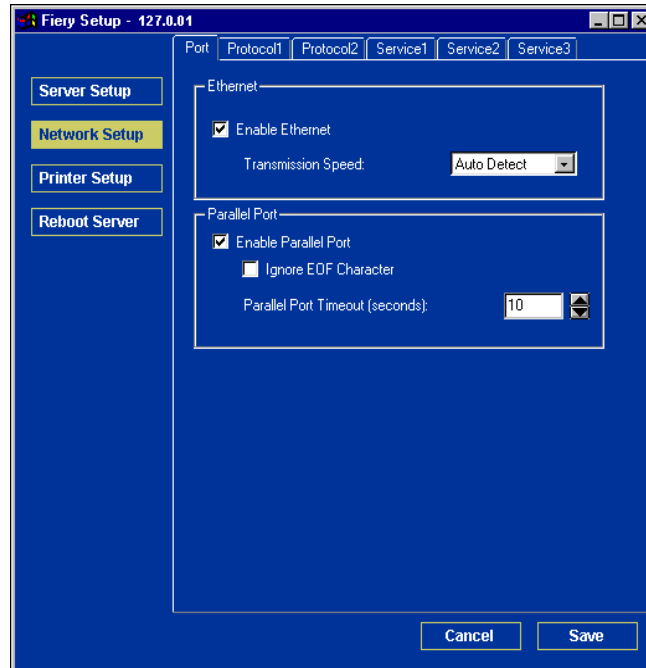 Fiery Setup - 127.0.01
Port Protocol1 Protocol2 Service1 Service2 Service3
Server Setup
Network Setup
Printer Setup
Reboot Server
Ethernet
Enable Ethernet
Transmission Speed: Auto Detect
Parallel Port
Enable Parallel Port
Ignore EOF Character
Parallel Port Timeout (seconds): 10
Cancel Save